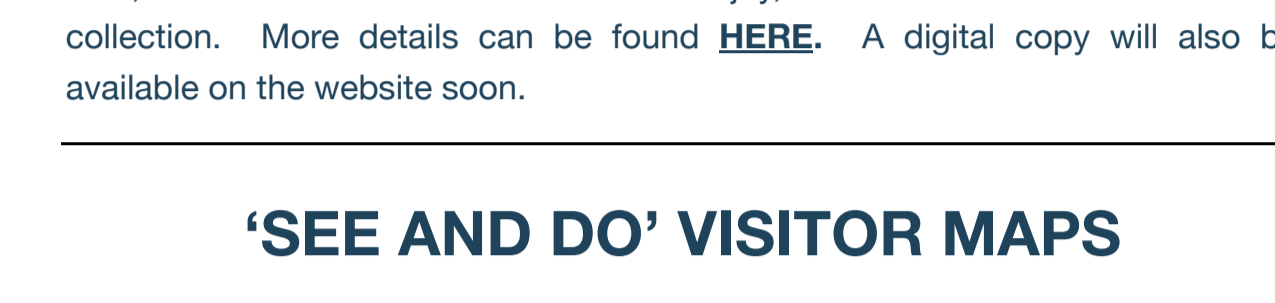 collection. More details can be found HERE. A digital copy will also
available on the website soon.
‘SEE AND DO’ VISITOR MAPS